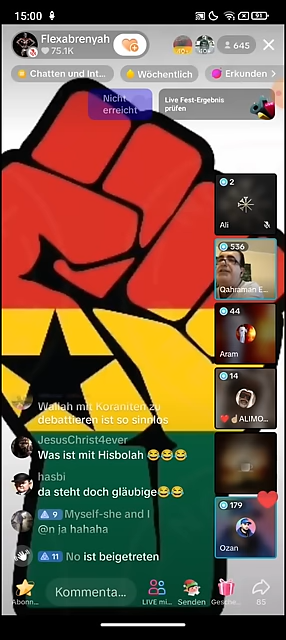 15:00
91
Flexabrenyah
75.1K
645
Chatten und Int...
Wöchentlich
Erkunden >
Nicht
erreicht
Live Fest-Ergebnis
prüfen
2
Ali
536
Qahraman E...
44
Aram
14
ALIMO...
Wallah mit Koraniten zu
debattieren ist so sinnlos
JesusChrist4ever
Was ist mit Hisbolah 😂😂😂
hasbi
da steht doch gläubige😂😂
9 Myself-she and I
@n ja hahaha
11 No ist beigetreten
179
Ozan
Abonn...
Kommenta...
LIVE mi...
Senden
Gesche...
85